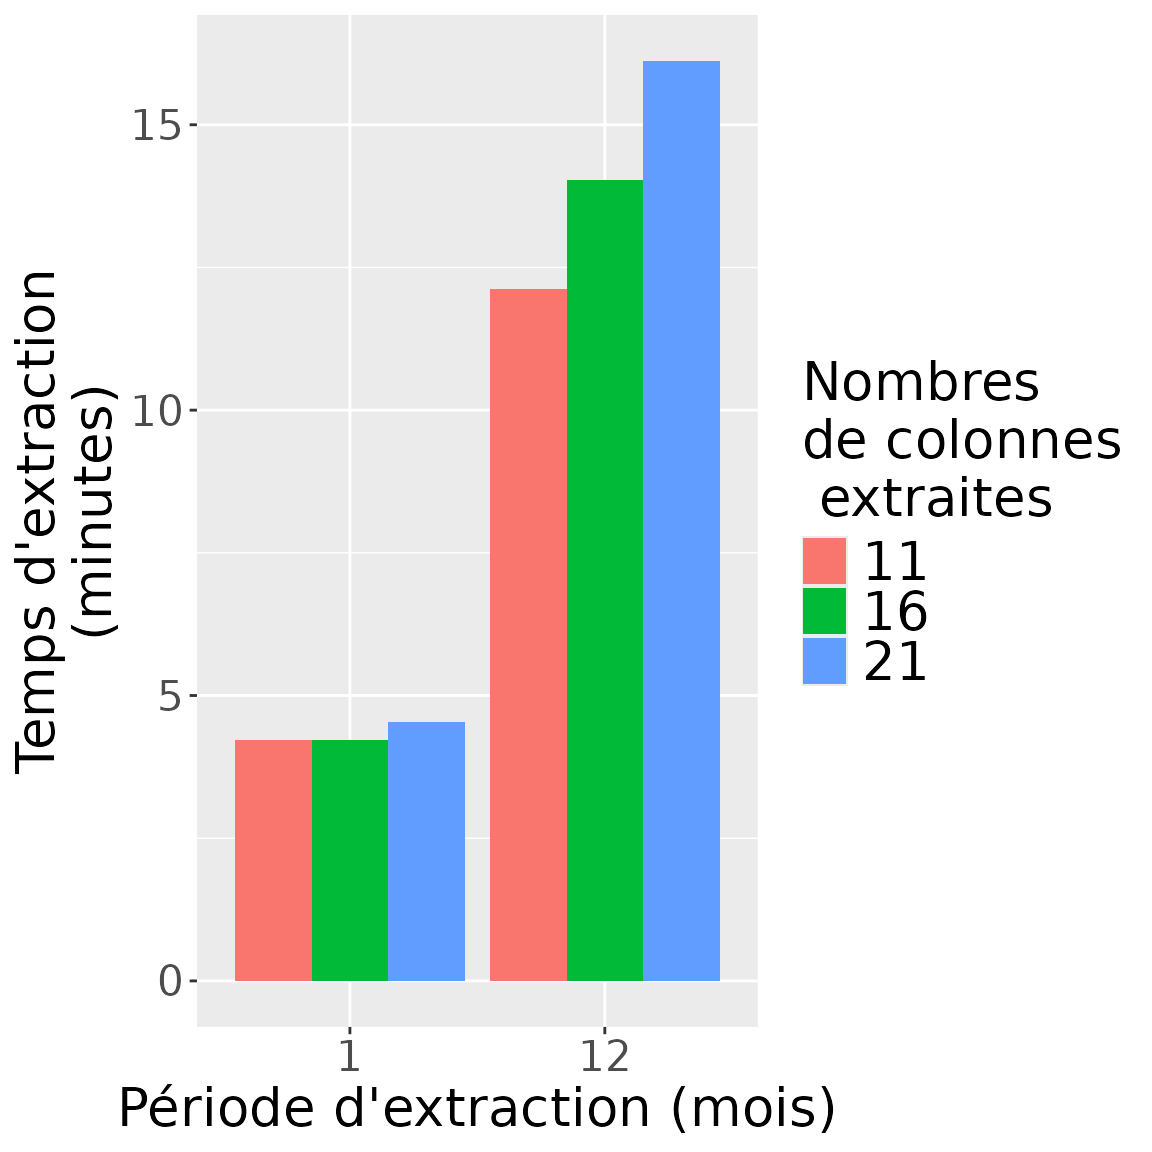 Temps d'extraction
(minutes)
15
10
5
0
1
12
Période d'extraction (mois)
Nombres
de colonnes
extraites
11
16
21